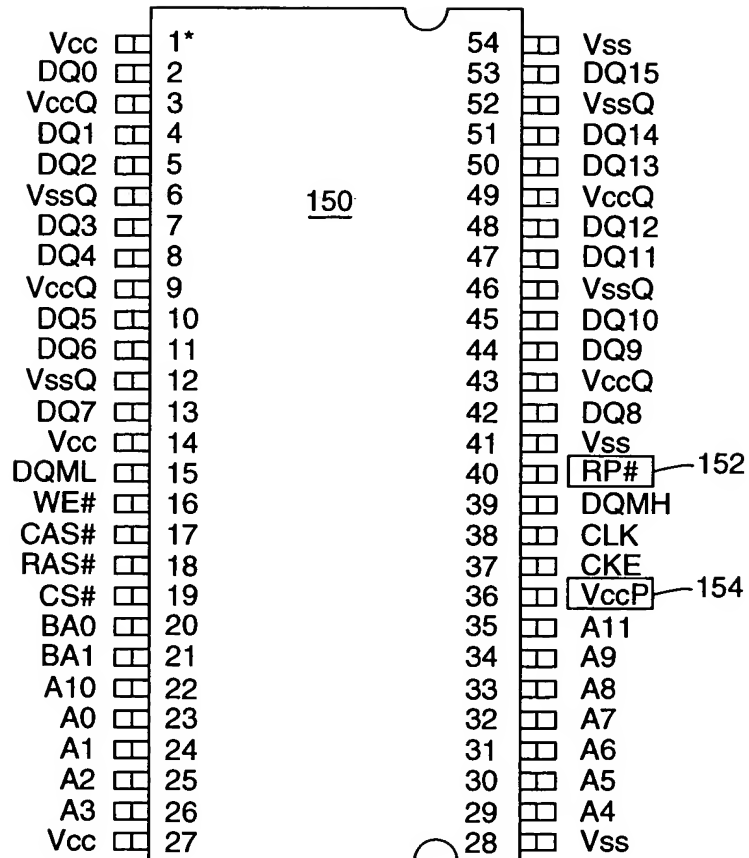 Vcc 1* 54 Vss
DQ0 2 53 DQ15
VccQ 3 52 VssQ
DQ1 4 51 DQ14
DQ2 5 50 DQ13
VssQ 6 150 49 VccQ
DQ3 7 48 DQ12
DQ4 8 47 DQ11
VccQ 9 46 VssQ
DQ5 10 45 DQ10
DQ6 11 44 DQ9
VssQ 12 43 VccQ
DQ7 13 42 DQ8
Vcc 14 41 Vss
DQML 15 40 RP# 152
WE# 16 39 DQMH
CAS# 17 38 CLK
RAS# 18 37 CKE
CS# 19 36 VccP 154
BA0 20 35 A11
BA1 21 34 A9
A10 22 33 A8
A0 23 32 A7
A1 24 31 A6
A2 25 30 A5
A3 26 29 A4
Vcc 27 28 Vss